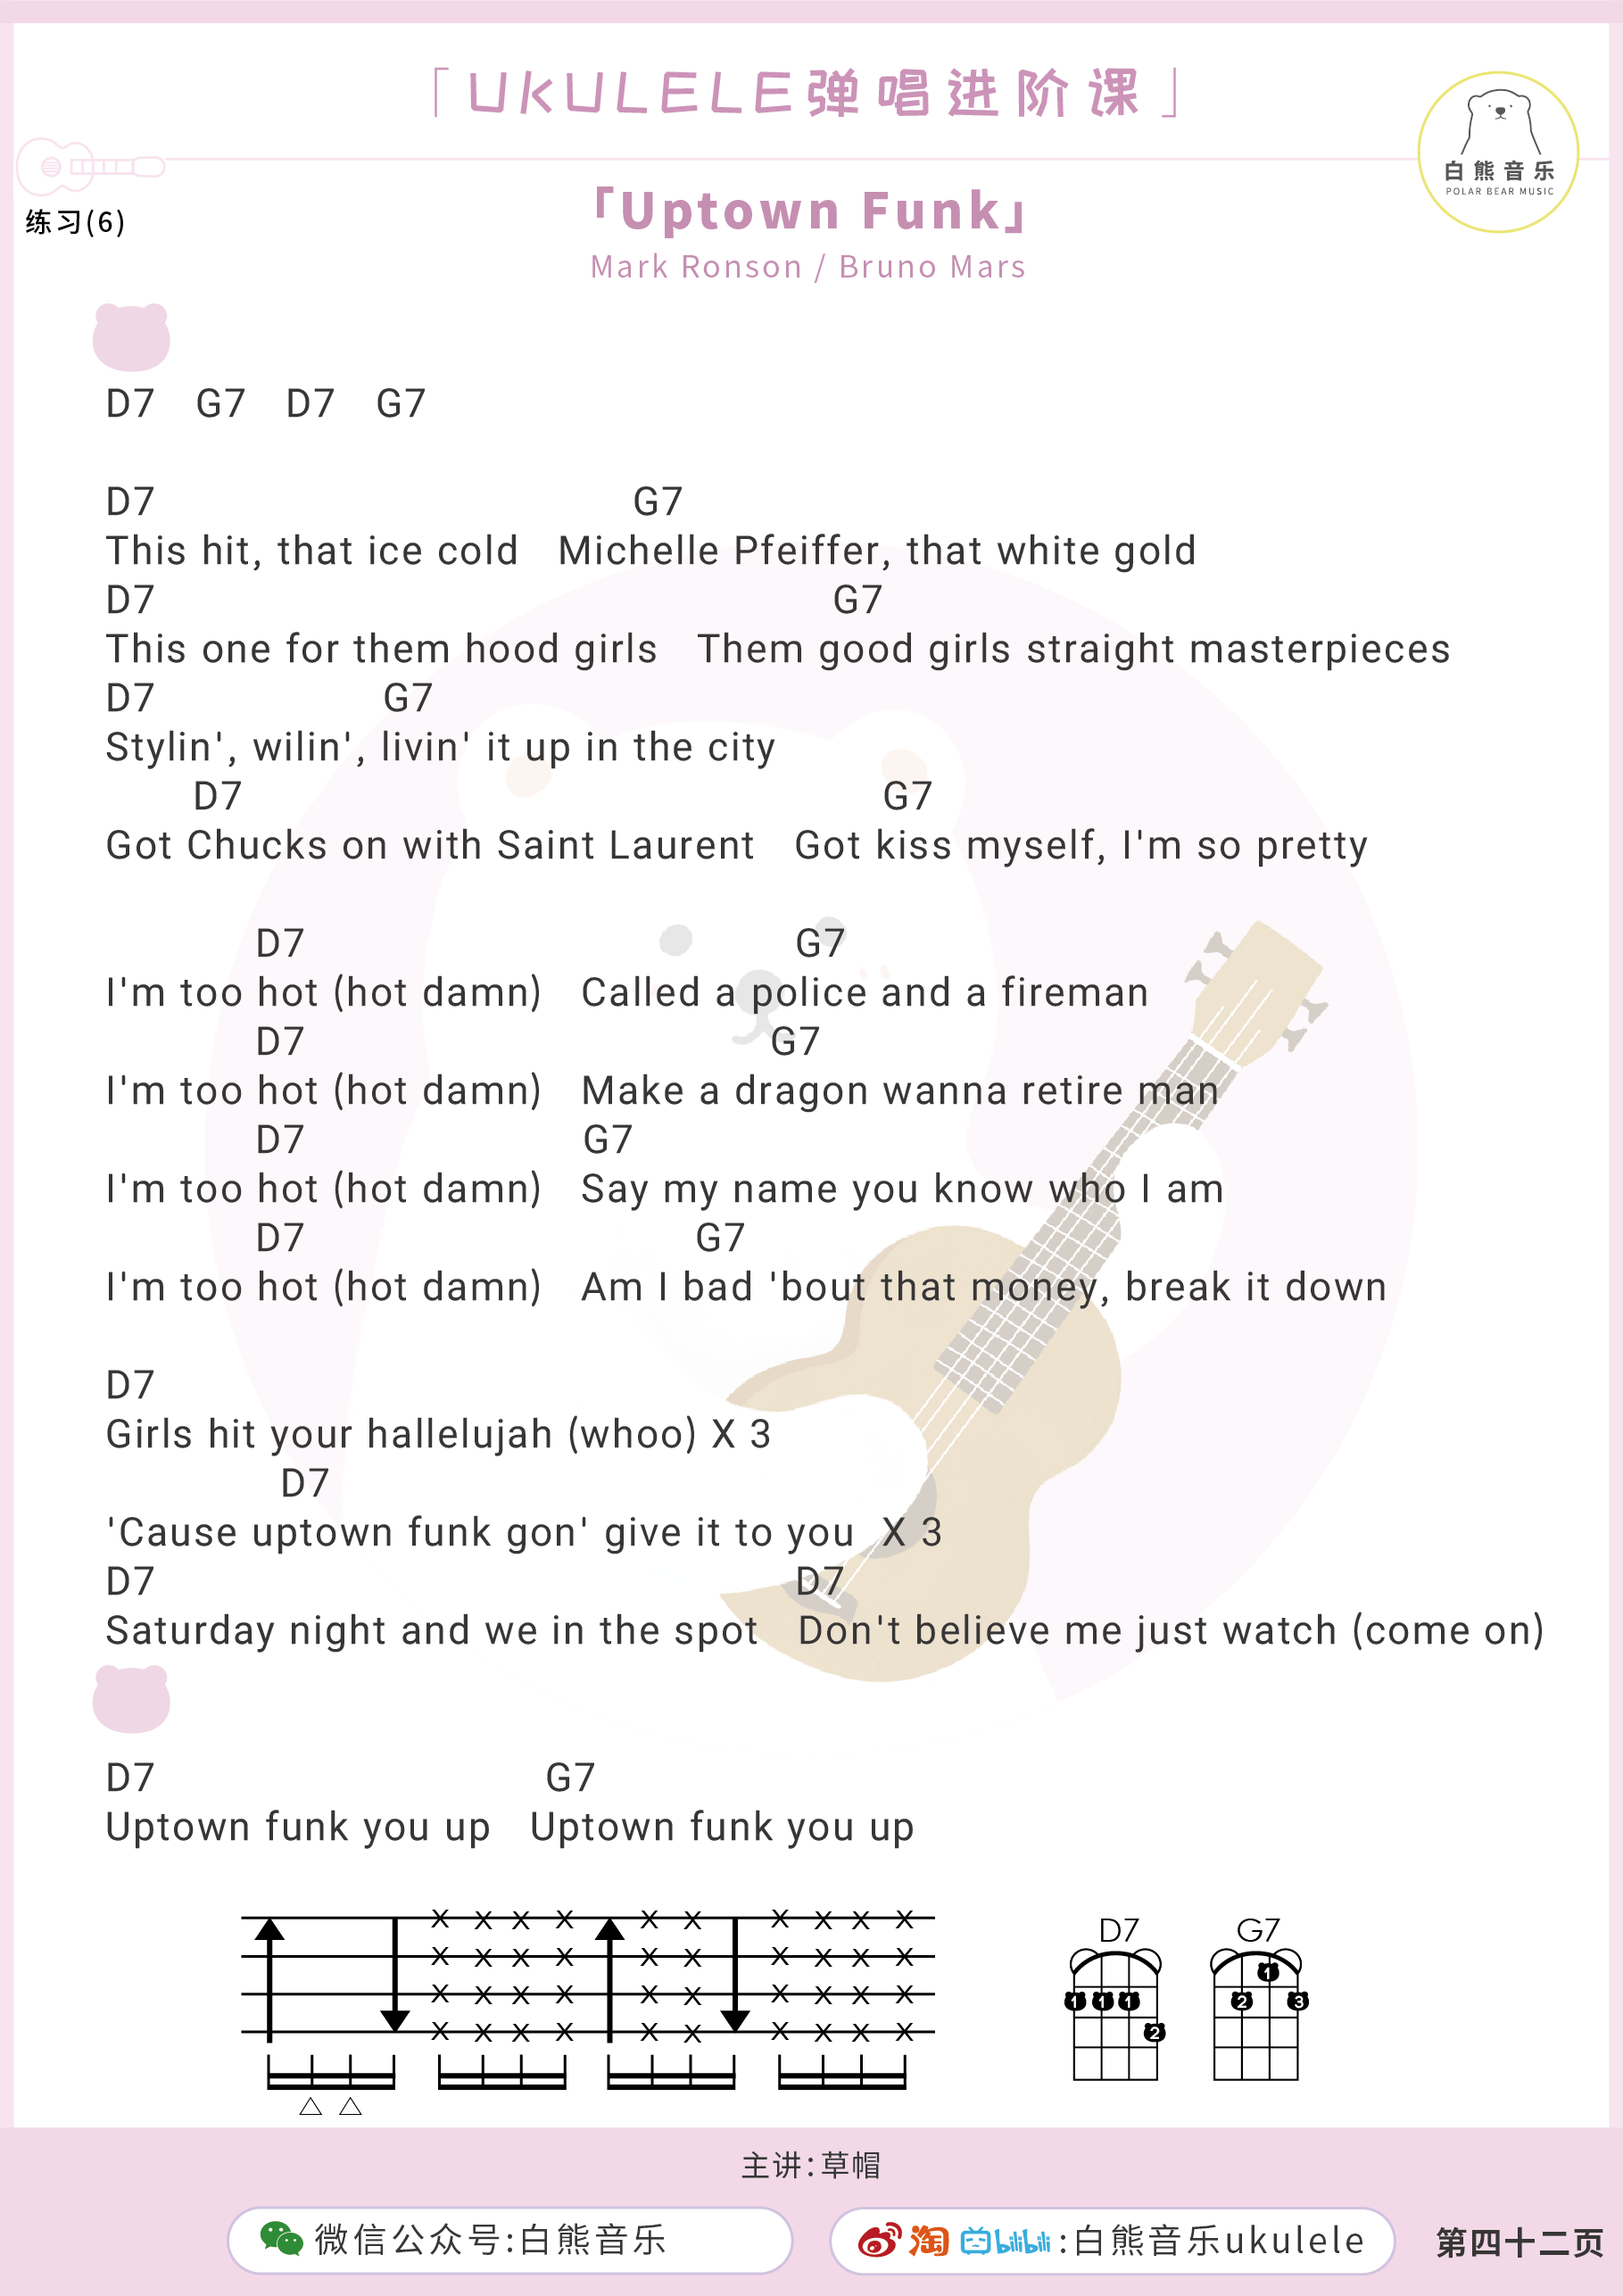 「UKULELE弹唱进阶课」
白熊音乐
POLAR BEAR MUSIC
练习(6)
「Uptown Funk」
Mark Ronson / Bruno Mars
D7 G7 D7 G7
D7 G7
This hit, that ice cold Michelle Pfeiffer, that white gold
D7 G7
This one for them hood girls Them good girls straight masterpieces
D7 G7
Stylin', wilin', livin' it up in the city
D7 G7
Got Chucks on with Saint Laurent Got kiss myself, I'm so pretty
D7 G7
I'm too hot (hot damn) Called a police and a fireman
D7 G7
I'm too hot (hot damn) Make a dragon wanna retire man
D7 G7
I'm too hot (hot damn) Say my name you know who I am
D7 G7
I'm too hot (hot damn) Am I bad 'bout that money, break it down
D7
Girls hit your hallelujah (whoo) X 3
D7
'Cause uptown funk gon' give it to you X 3
D7 D7
Saturday night and we in the spot Don't believe me just watch (come on)
D7 G7
Uptown funk you up Uptown funk you up
D7 G7
1
1 1 1 2 3
2
主讲:草帽
微信公众号:白熊音乐
淘 bilibili:白熊音乐ukulele
第四十二页